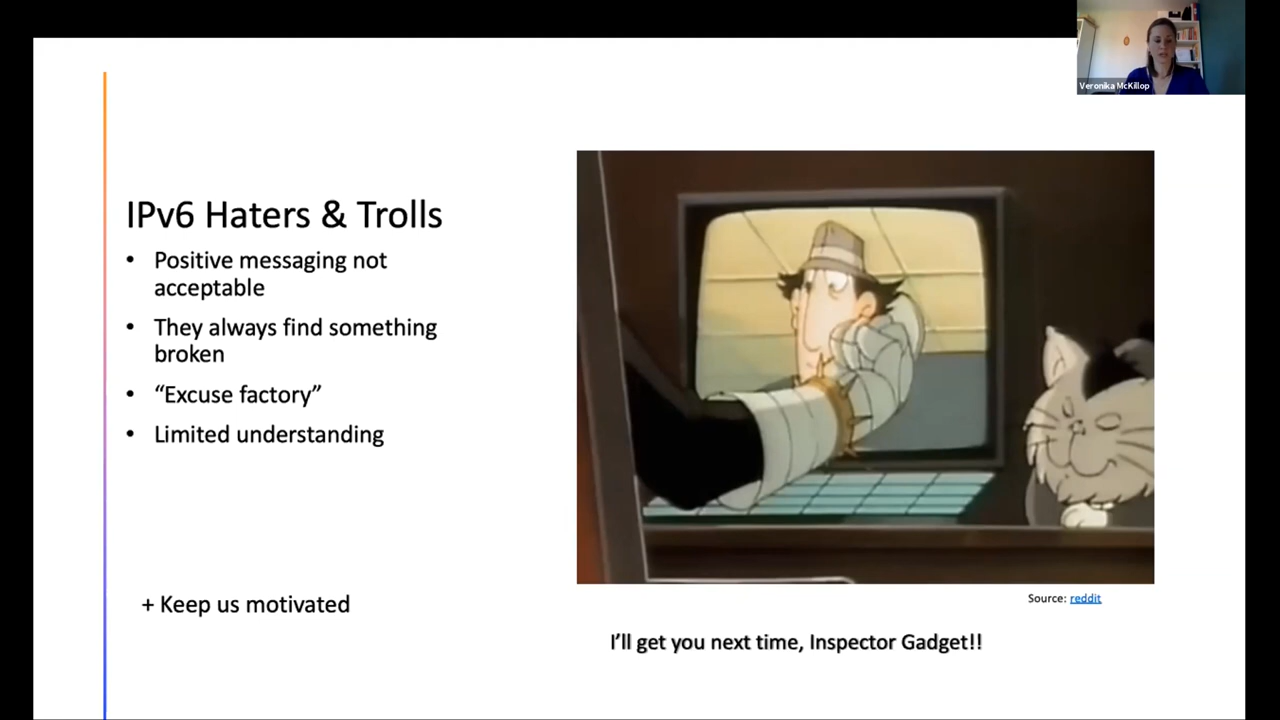 Veronika McKillop
IPv6 Haters & Trolls
• Positive messaging not
acceptable
• They always find something
broken
• “Excuse factory”
• Limited understanding
+ Keep us motivated
Source: reddit
I’ll get you next time, Inspector Gadget!!